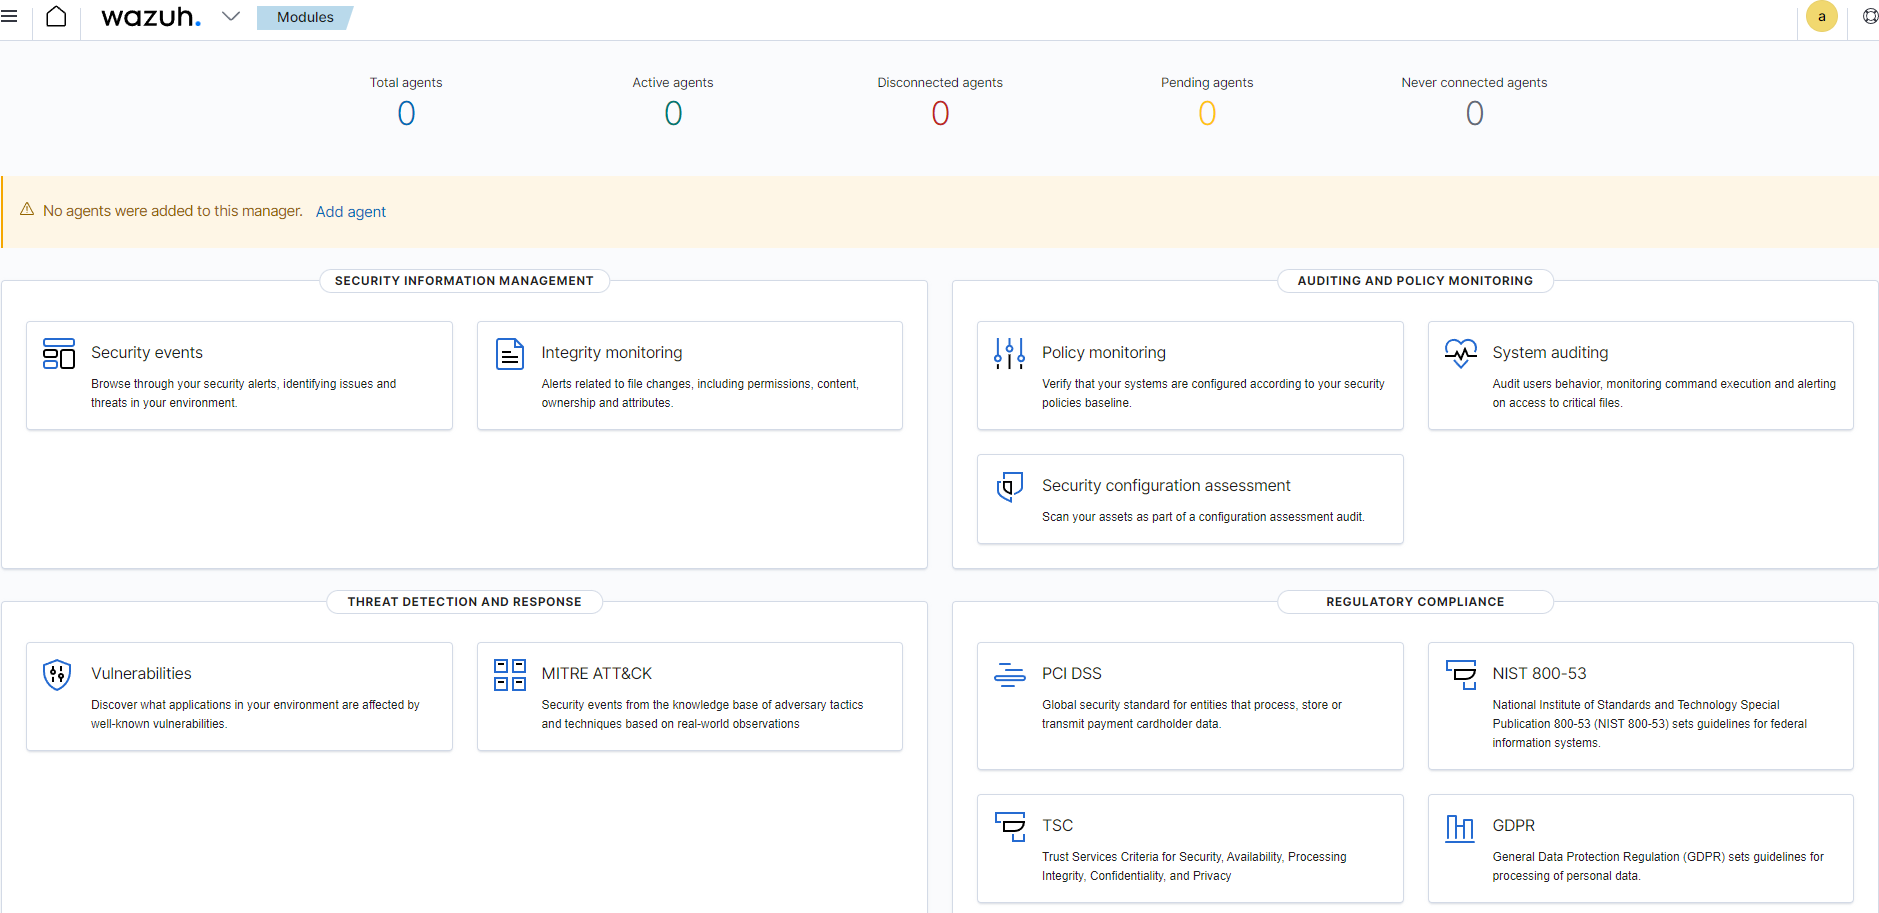 wazuh.
Modules
a
Total agents
0
Active agents
0
Disconnected agents
0
Pending agents
0
Never connected agents
0
No agents were added to this manager. Add agent
SECURITY INFORMATION MANAGEMENT
Security events
Browse through your security alerts, identifying issues and
threats in your environment.
Integrity monitoring
Alerts related to file changes, including permissions, content,
ownership and attributes.
AUDITING AND POLICY MONITORING
Policy monitoring
Verify that your systems are configured according to your security
policies baseline.
System auditing
Audit users behavior, monitoring command execution and alerting
on access to critical files.
Security configuration assessment
Scan your assets as part of a configuration assessment audit.
THREAT DETECTION AND RESPONSE
Vulnerabilities
Discover what applications in your environment are affected by
well-known vulnerabilities.
MITRE ATT&CK
Security events from the knowledge base of adversary tactics
and techniques based on real-world observations
REGULATORY COMPLIANCE
PCI DSS
Global security standard for entities that process, store or
transmit payment cardholder data.
NIST 800-53
National Institute of Standards and Technology Special
Publication 800-53 (NIST 800-53) sets guidelines for federal
information systems.
TSC
Trust Services Criteria for Security, Availability, Processing
Integrity, Confidentiality, and Privacy
GDPR
General Data Protection Regulation (GDPR) sets guidelines for
processing of personal data.